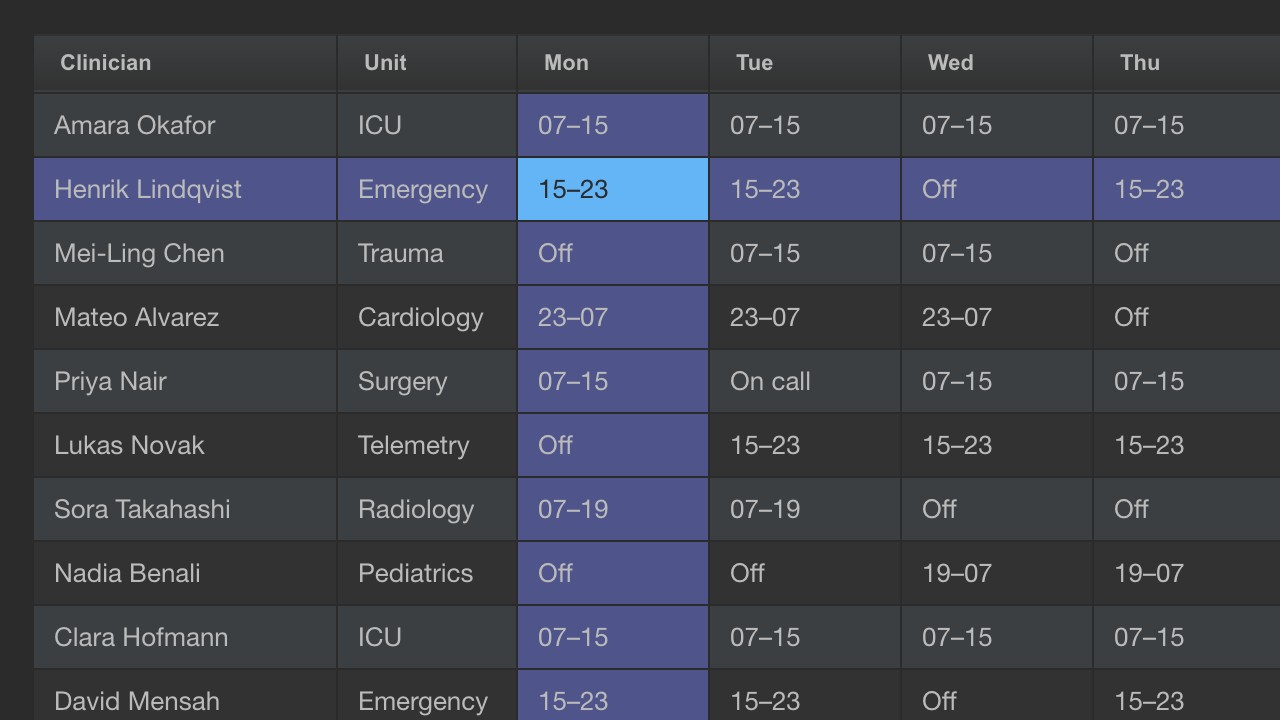 Clinician Unit Mon Tue Wed Thu
Amara Okafor ICU 07–15 07–15 07–15 07–15
Henrik Lindqvist Emergency 15–23 15–23 Off 15–23
Mei-Ling Chen Trauma Off 07–15 07–15 Off
Mateo Alvarez Cardiology 23–07 23–07 23–07 Off
Priya Nair Surgery 07–15 On call 07–15 07–15
Lukas Novak Telemetry Off 15–23 15–23 15–23
Sora Takahashi Radiology 07–19 07–19 Off Off
Nadia Benali Pediatrics Off Off 19–07 19–07
Clara Hofmann ICU 07–15 07–15 07–15 07–15
David Mensah Emergency 15–23 15–23 Off 15–23